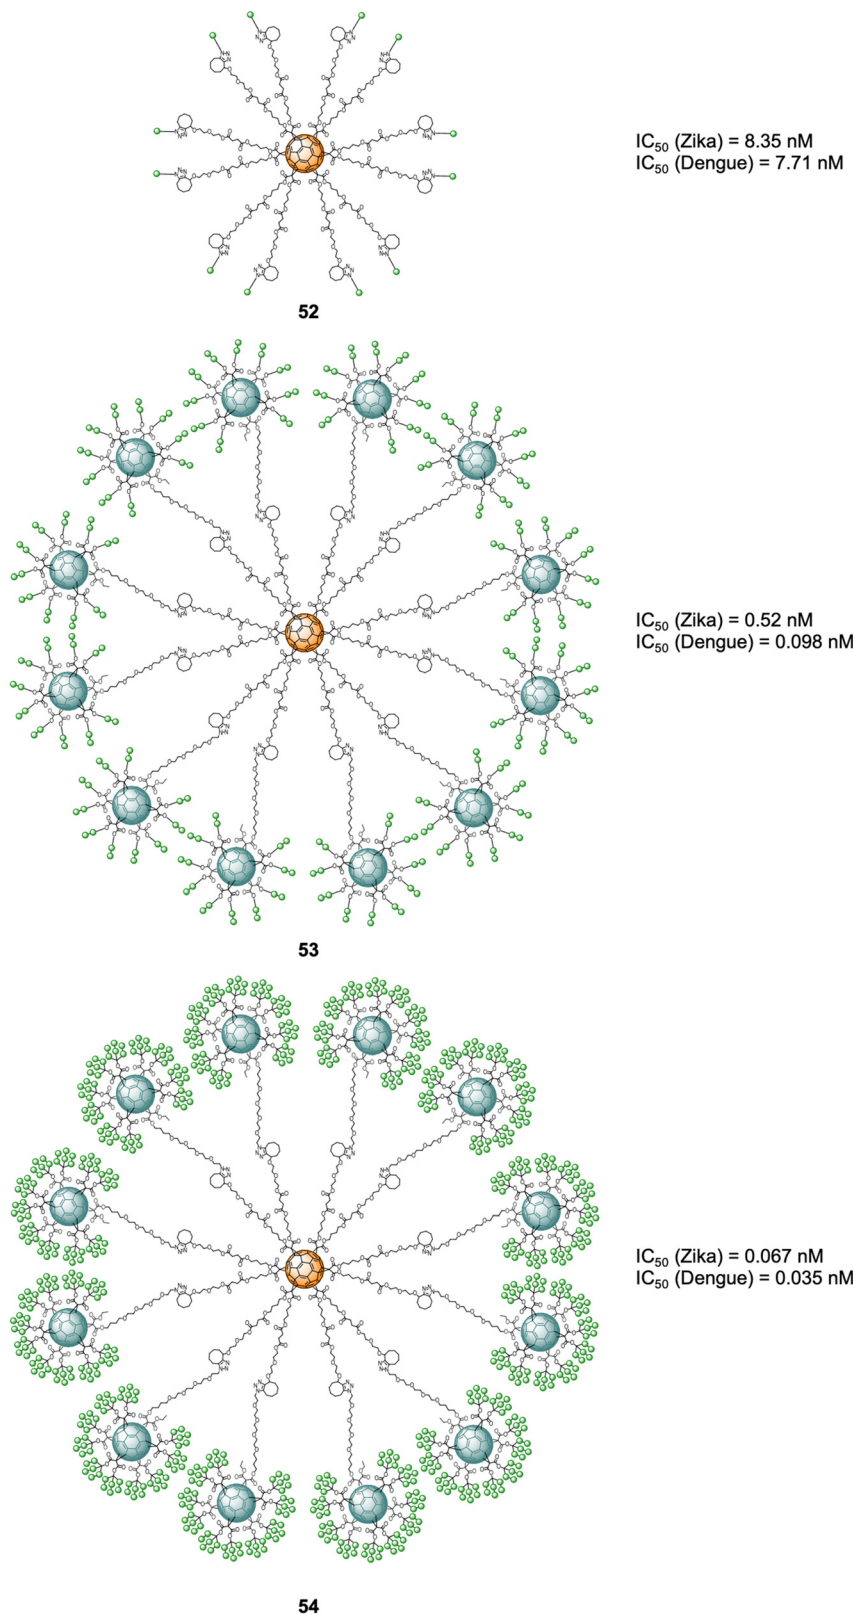 IC50 (Zika) = 8.35 nM
IC50 (Dengue) = 7.71 nM
52
IC50 (Zika) = 0.52 nM
IC50 (Dengue) = 0.098 nM
53
IC50 (Zika) = 0.067 nM
IC50 (Dengue) = 0.035 nM
54